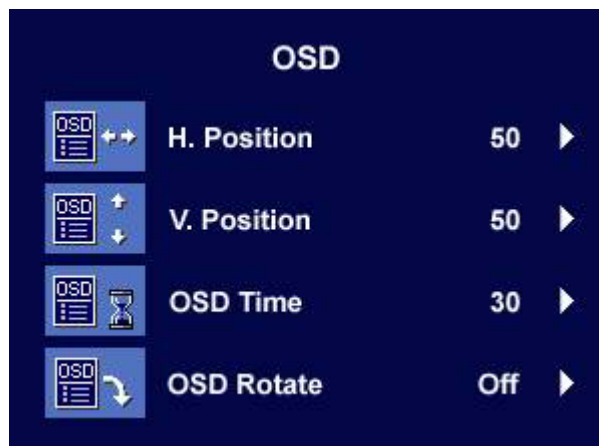 OSD
OSD H. Position 50
OSD V. Position 50
OSD OSD Time 30
OSD OSD Rotate Off